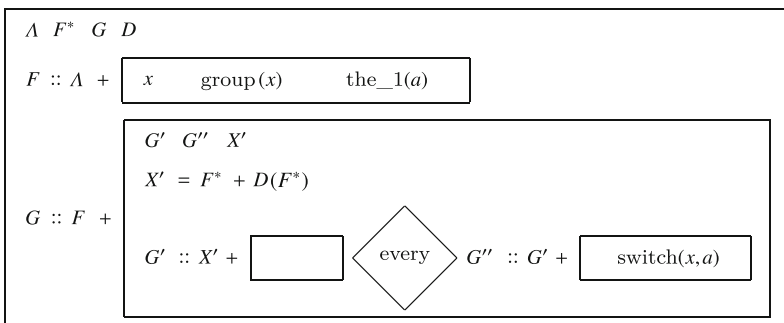 Λ F* G D
F :: Λ + x group(x) the_1(a)
G′ G″ X′
X′ = F* + D(F*)
G :: F +
G′ :: X′ + every G″ :: G′ + switch(x,a)